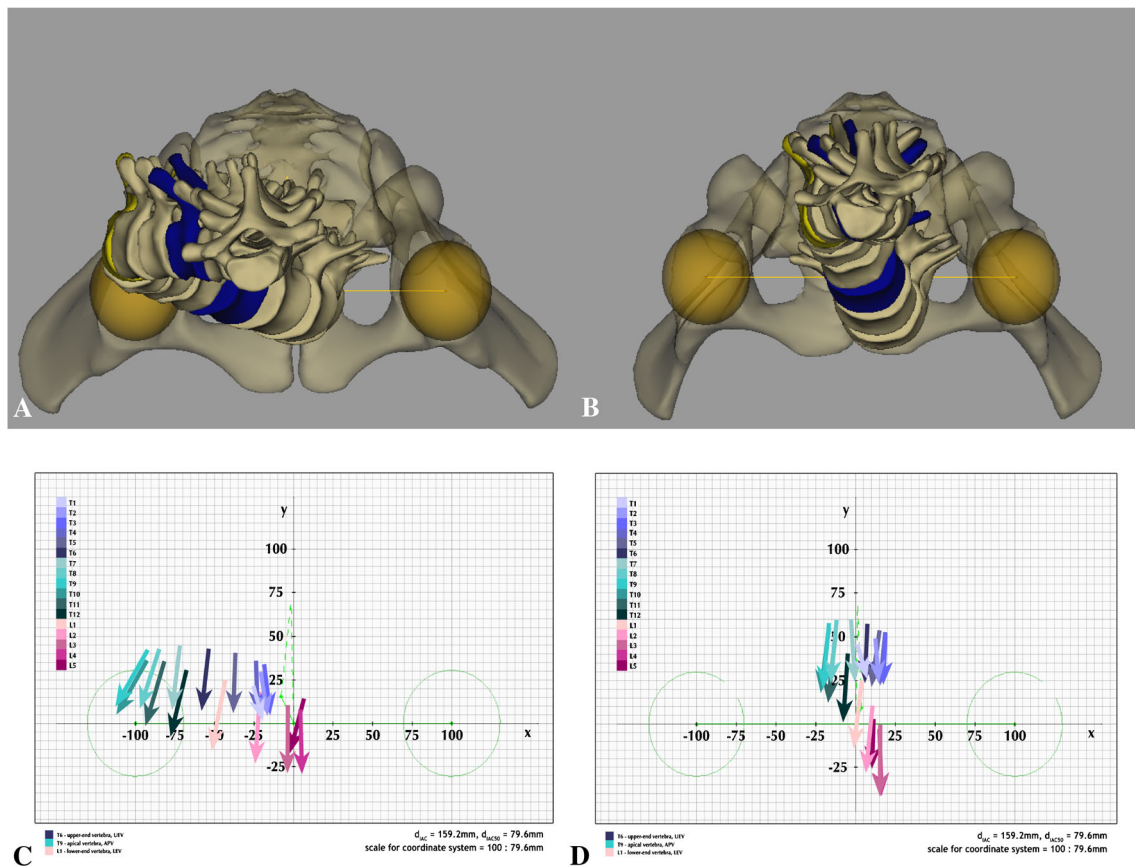 A
B
T1
T2
T3
T4
T5
T6
T7
T8
T9
T10
T11
T12
L1
L2
L3
L4
L5
y
100
75
50
25
-100 -75 -50 -25 25 50 75 100 x
-25
T6 - upper-end vertebra, UEV
T9 - apical vertebra, APV
L1 - lower-end vertebra, LEV
dIAC = 159.2mm, dIAC50 = 79.6mm
scale for coordinate system = 100 : 79.6mm
C
T1
T2
T3
T4
T5
T6
T7
T8
T9
T10
T11
T12
L1
L2
L3
L4
L5
y
100
75
50
25
-100 -75 -50 -25 25 50 75 100 x
-25
T6 - upper-end vertebra, UEV
T9 - apical vertebra, APV
L1 - lower-end vertebra, LEV
dIAC = 159.2mm, dIAC50 = 79.6mm
scale for coordinate system = 100 : 79.6mm
D